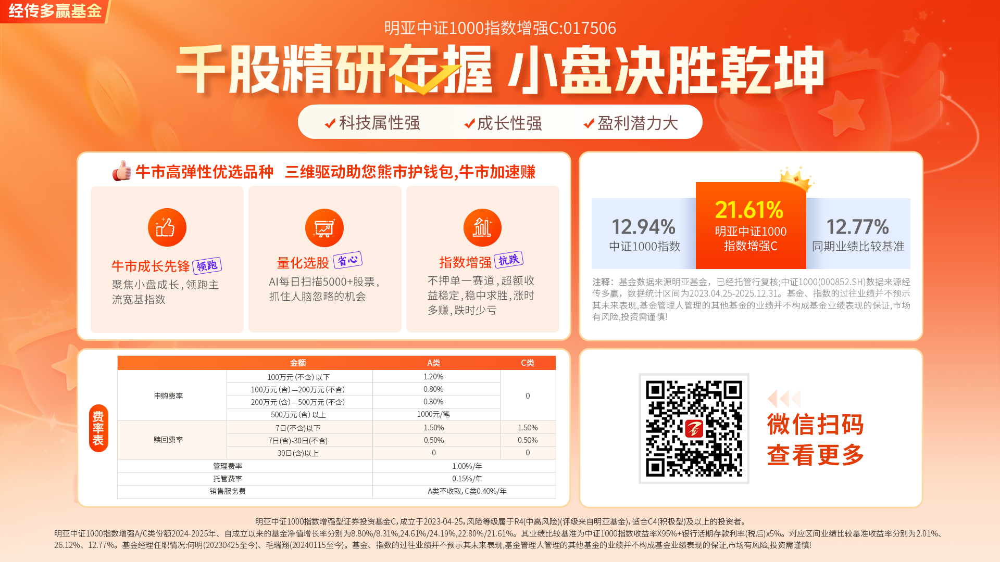 经传多赢基金
明亚中证1000指数增强C:017506
千股精研在握 小盘决胜乾坤
科技属性强 成长性强 盈利潜力大
牛市高弹性优选品种 三维驱动助您熊市护钱包,牛市加速赚
牛市成长先锋 领跑
聚焦小盘成长,领跑主
流宽基指数
量化选股 省心
AI每日扫描5000+股票,
抓住人脑忽略的机会
指数增强 抗跌
不押单一赛道,超额收
益稳定,稳中求胜,涨时
多赚,跌时少亏
12.94%
中证1000指数
21.61%
明亚中证1000
指数增强C
12.77%
同期业绩比较基准
注释：基金数据来源明亚基金，已经托管行复核;中证1000(000852.SH)数据来源经
传多赢，数据统计区间为2023.04.25-2025.12.31。基金、指数的过往业绩并不预示
其未来表现,基金管理人管理的其他基金的业绩并不构成基金业绩表现的保证,市场
有风险,投资需谨慎!
费率表
金额 A类 C类
申购费率
100万元(不含)以下 1.20%
100万元(含)—200万元(不含) 0.80%
200万元(含)—500万元(不含) 0.30%
500万元(含)以上 1000元/笔
0
赎回费率
7日(不含)以下 1.50% 1.50%
7日(含)-30日(不含) 0.50% 0.50%
30日(含)以上 0 0
管理费率 1.00%/年
托管费率 0.15%/年
销售服务费 A类不收取,C类0.40%/年
微信扫码
查看更多
明亚中证1000指数增强型证券投资基金C,成立于2023-04-25,风险等级属于R4(中高风险)(评级来自明亚基金),适合C4(积极型)及以上的投资者。
明亚中证1000指数增强A/C类份额2024-2025年、自成立以来的基金净值增长率分别为8.80%/8.31%,24.61%/24.19%,22.80%/21.61%。其业绩比较基准为中证1000指数收益率X95%+银行活期存款利率(税后)x5%。对应区间业绩比较基准收益率分别为2.01%、
26.12%、12.77%。基金经理任职情况:何明(20230425至今)、毛瑞翔(20240115至今)。基金、指数的过往业绩并不预示其未来表现,基金管理人管理的其他基金的业绩并不构成基金业绩表现的保证,市场有风险,投资需谨慎!